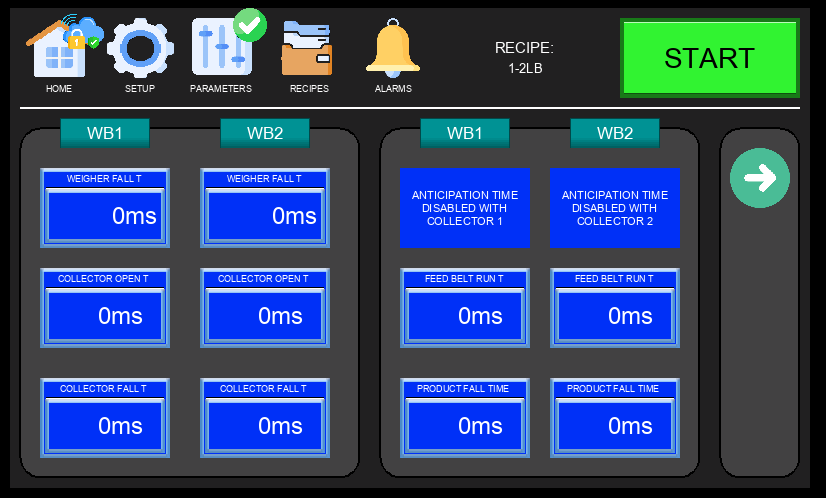 HOME
SETUP
PARAMETERS
RECIPES
ALARMS
RECIPE:
1-2LB
START
WB1
WB2
WB1
WB2
WEIGHER FALL T
0ms
WEIGHER FALL T
0ms
ANTICIPATION TIME
DISABLED WITH
COLLECTOR 1
ANTICIPATION TIME
DISABLED WITH
COLLECTOR 2
COLLECTOR OPEN T
0ms
COLLECTOR OPEN T
0ms
FEED BELT RUN T
0ms
FEED BELT RUN T
0ms
COLLECTOR FALL T
0ms
COLLECTOR FALL T
0ms
PRODUCT FALL TIME
0ms
PRODUCT FALL TIME
0ms